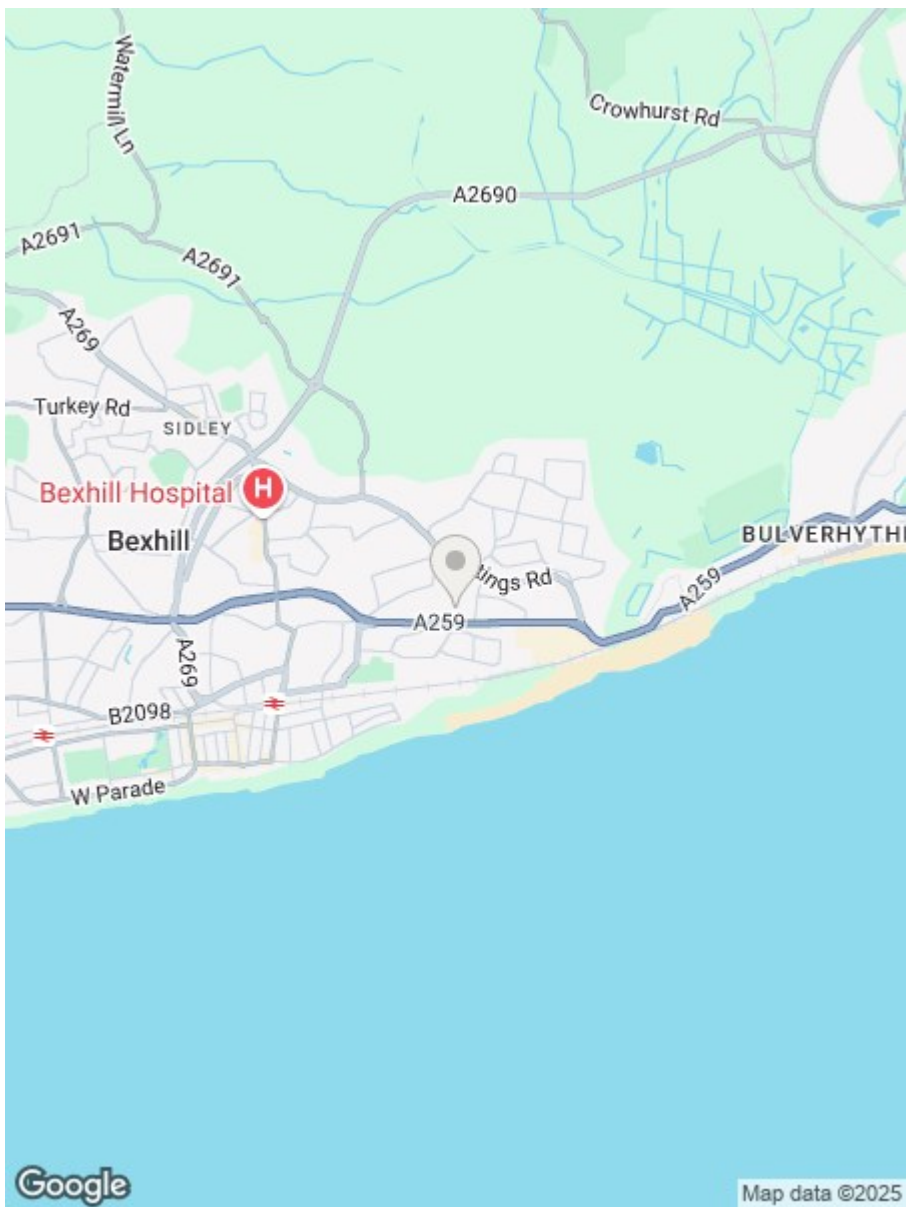 Watermill Ln
Crowhurst Rd
A2690
A2691
A2691
A269
Turkey Rd
SIDLEY
Bexhill Hospital H
Bexhill
BULVERHYTHE
tings Rd
A259
A259
A269
B2098
W Parade
Google
Map data ©2025